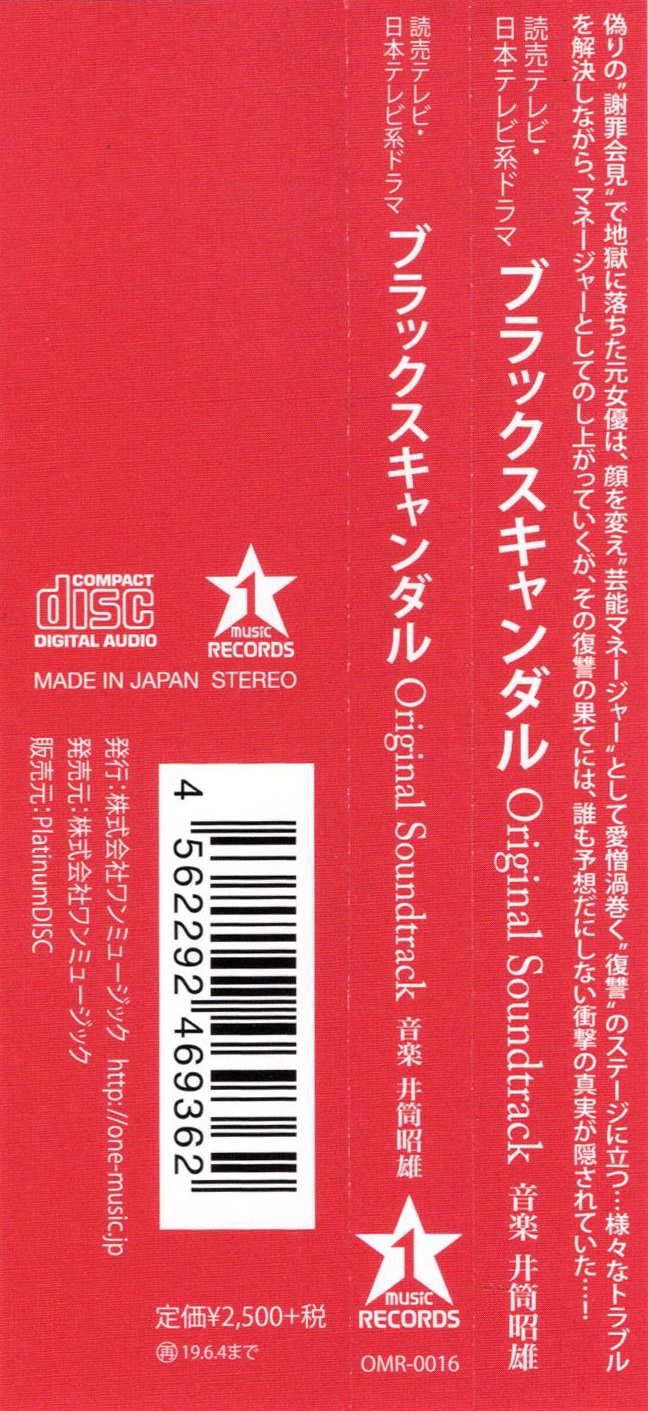 偽りの"謝罪会見"で地獄に落ちた元女優は、顔を変え"芸能マネージャー"として愛憎渦巻く"復讐"のステージに立つ…様々なトラブル
を解決しながら、マネージャーとしてのし上がっていくが、その復讐の果てには、誰も予想だにしない衝撃の真実が隠されていた…!
読売テレビ・
日本テレビ系ドラマ
ブラックスキャンダル Original Soundtrack 音楽 井筒昭雄
読売テレビ・
日本テレビ系ドラマ
ブラックスキャンダル Original Soundtrack 音楽 井筒昭雄
1
music
RECORDS
OMR-0016
COMPACT
disc
DIGITAL AUDIO
1
music
RECORDS
MADE IN JAPAN STEREO
発行:株式会社ワンミュージック http://one-music.jp
発売元:株式会社ワンミュージック
販売元:PlatinumDISC
4 562292 469362
定価¥2,500+税
再 19.6.4まで